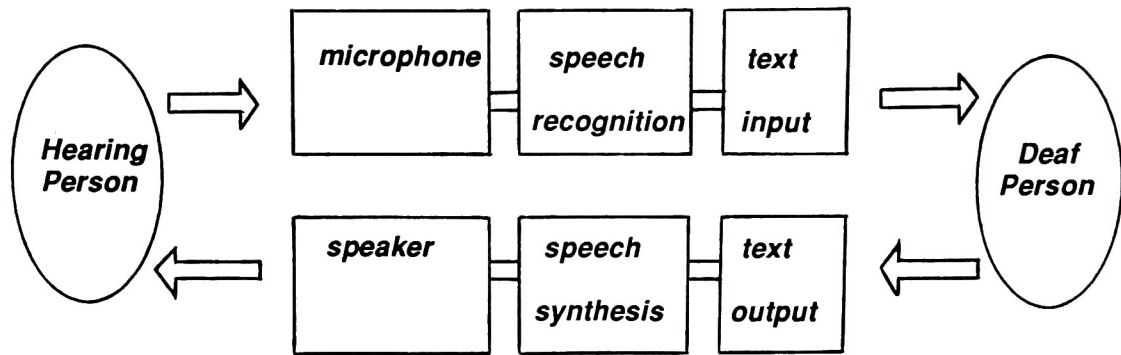 microphone
speech
recognition
text
input
Hearing
Person
Deaf
Person
speaker
speech
synthesis
text
output